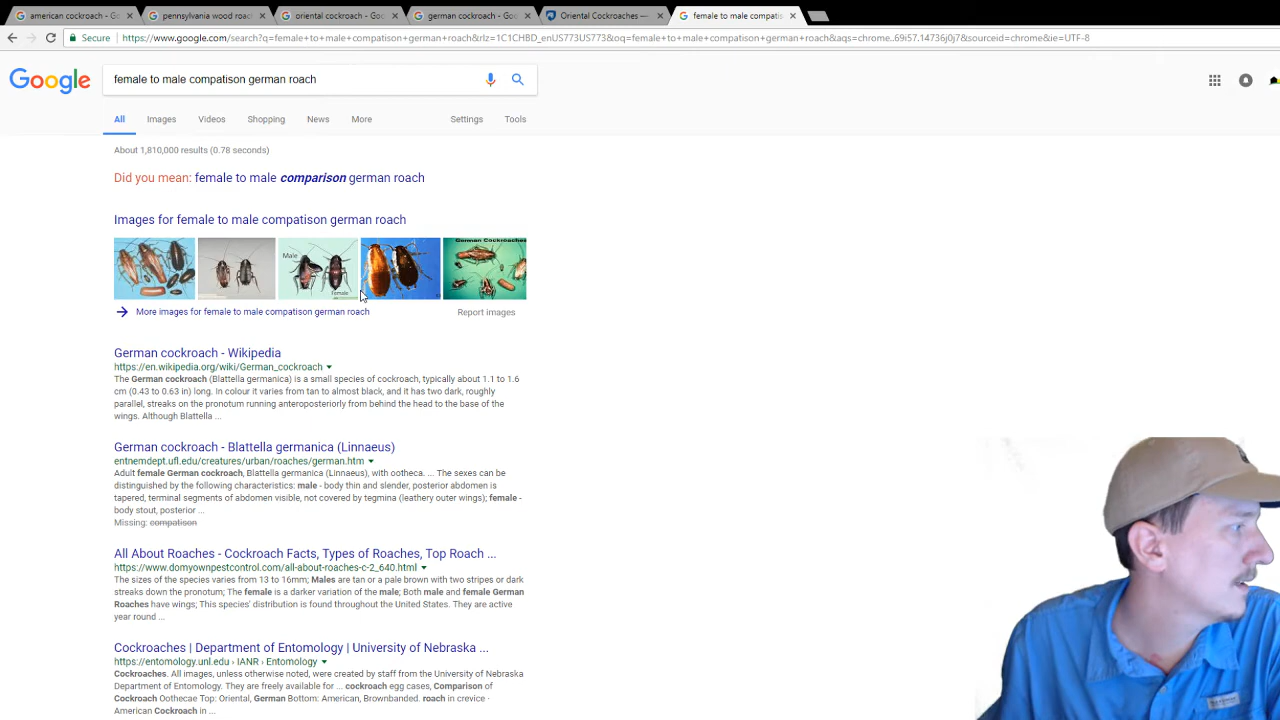 american cockroach - Goo
pennsylvania wood roach
oriental cockroach - Goo
german cockroach - Goo
Oriental Cockroaches —
female to male compatis
Secure
https://www.google.com/search?q=female+to+male+compatison+german+roach&rlz=1C1CHBD_enUS773US773&oq=female+to+male+compatison+german+roach&aqs=chrome..69i57.14736j0j7&sourceid=chrome&ie=UTF-8
Google
female to male compatison german roach
All Images Videos Shopping News More Settings Tools
About 1,810,000 results (0.78 seconds)
Did you mean: female to male comparison german roach
Images for female to male compatison german roach
German Cockroaches
Male
Female
More images for female to male compatison german roach
Report images
German cockroach - Wikipedia
https://en.wikipedia.org/wiki/German_cockroach
The German cockroach (Blattella germanica) is a small species of cockroach, typically about 1.1 to 1.6
cm (0.43 to 0.63 in) long. In colour it varies from tan to almost black, and it has two dark, roughly
parallel, streaks on the pronotum running anteroposteriorly from behind the head to the base of the
wings. Although Blattella ...
German cockroach - Blattella germanica (Linnaeus)
entnemdept.ufl.edu/creatures/urban/roaches/german.htm
Adult female German cockroach, Blattella germanica (Linnaeus), with ootheca. ... The sexes can be
distinguished by the following characteristics: male - body thin and slender, posterior abdomen is
tapered, terminal segments of abdomen visible, not covered by tegmina (leathery outer wings); female -
body stout, posterior ...
Missing: compatison
All About Roaches - Cockroach Facts, Types of Roaches, Top Roach ...
https://www.domyownpestcontrol.com/all-about-roaches-c-2_640.html
The sizes of the species varies from 13 to 16mm; Males are tan or a pale brown with two stripes or dark
streaks down the pronotum; The female is a darker variation of the male; Both male and female German
Roaches have wings; This species' distribution is found throughout the United States. They are active
year round ...
Cockroaches | Department of Entomology | University of Nebraska ...
https://entomology.unl.edu › IANR › Entomology
Cockroaches. All images, unless otherwise noted, were created by staff from the University of Nebraska
Department of Entomology. They are freely available for ... cockroach egg cases, Comparison of
Cockroach Oothecae Top: Oriental, German Bottom: American, Brownbanded. roach in crevice ·
American Cockroach in ...